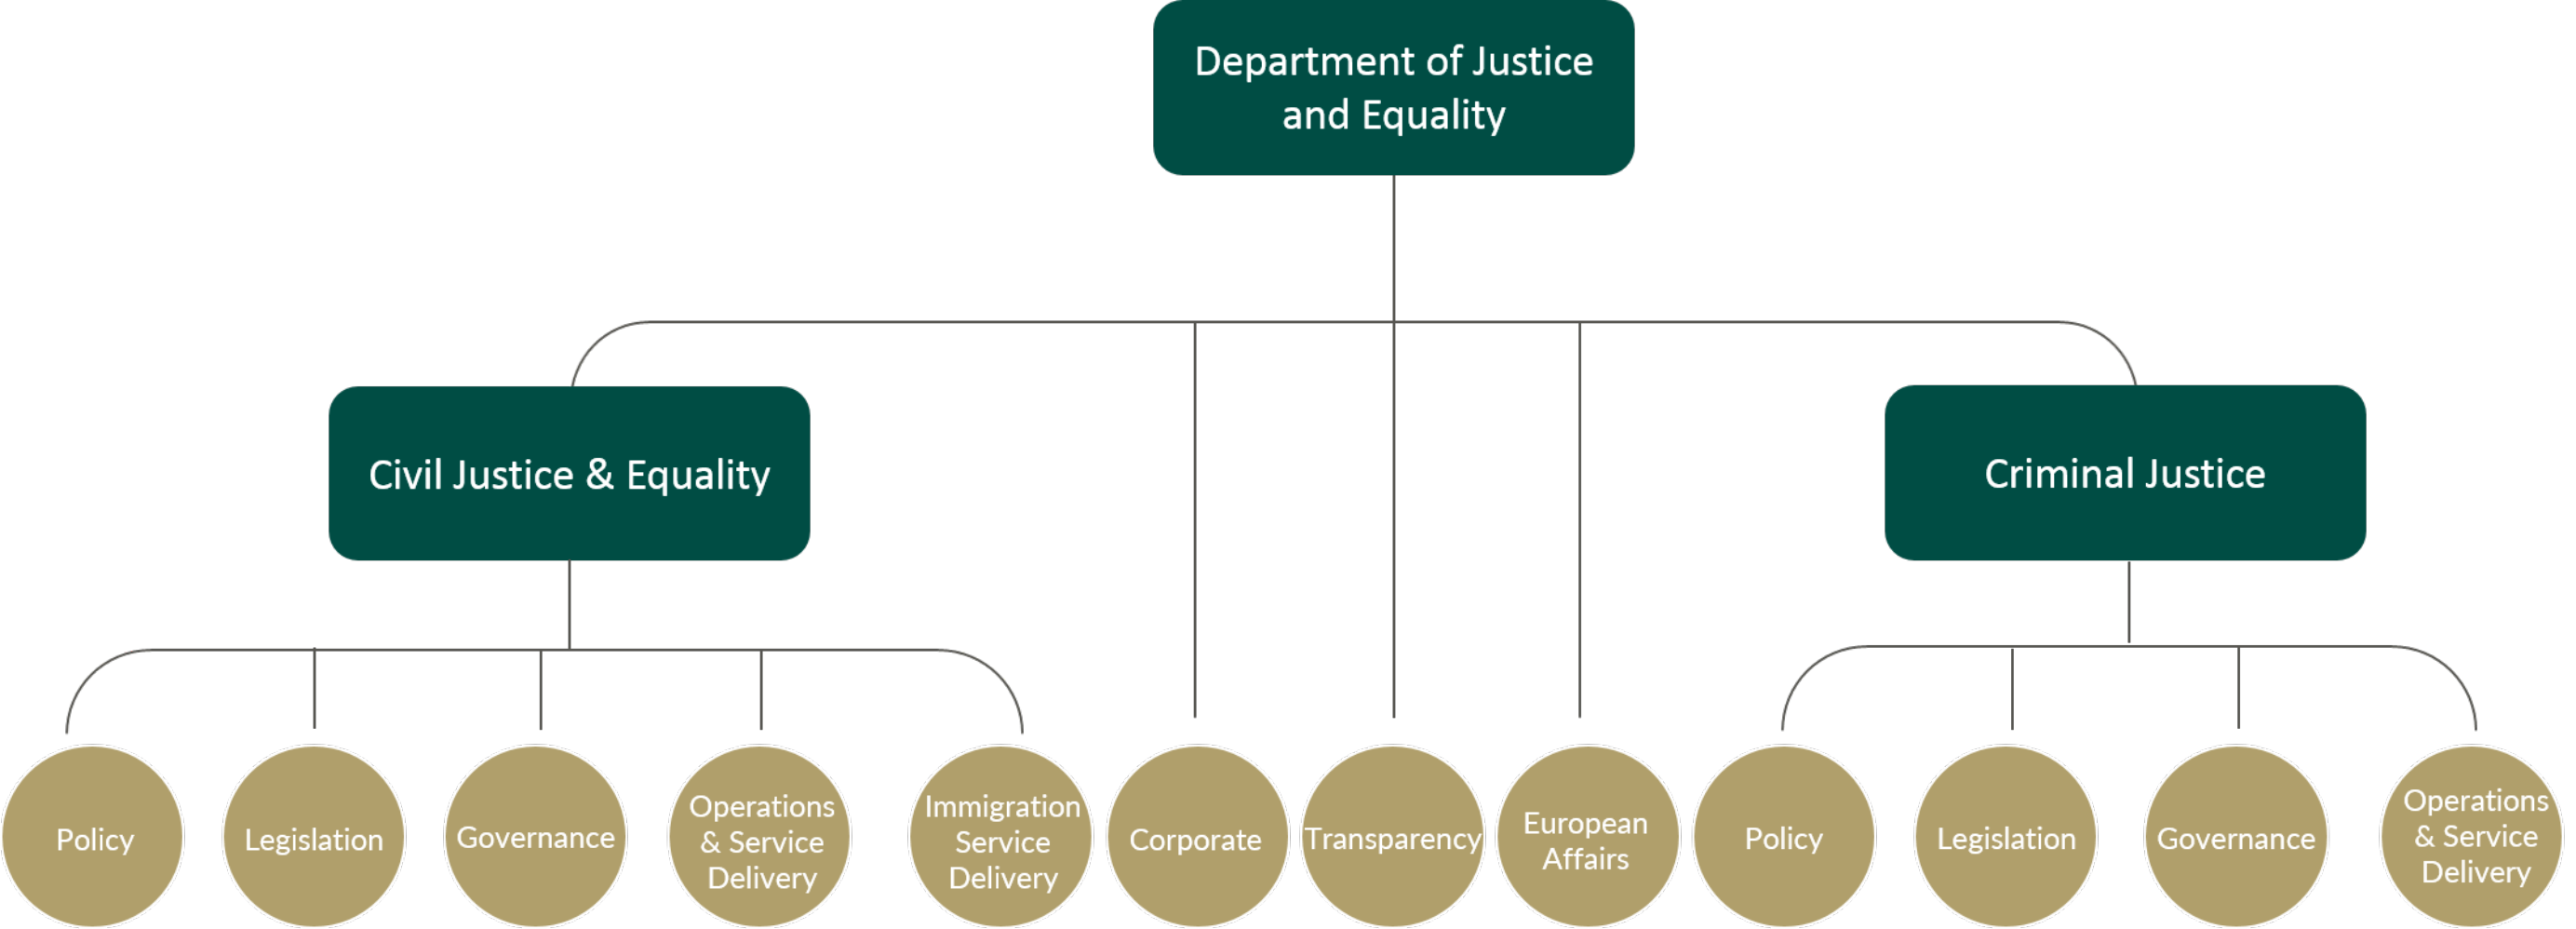 Department of Justice
and Equality
Civil Justice & Equality
Criminal Justice
Policy
Legislation
Governance
Operations
& Service
Delivery
Immigration
Service
Delivery
Corporate
Transparency
European
Affairs
Policy
Legislation
Governance
Operations
& Service
Delivery